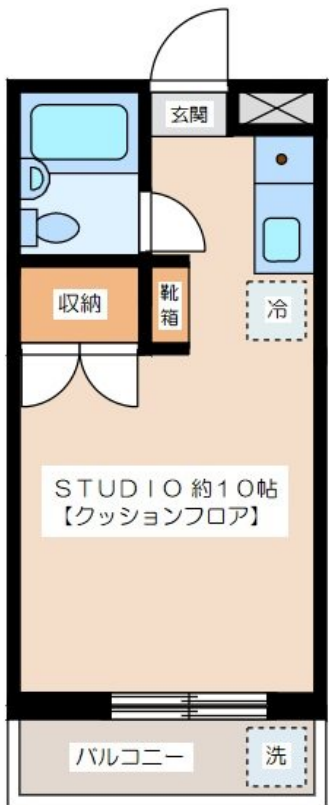 玄関
収納
靴箱
冷
STUDIO 約10帖
【クッションフロア】
バルコニー
洗